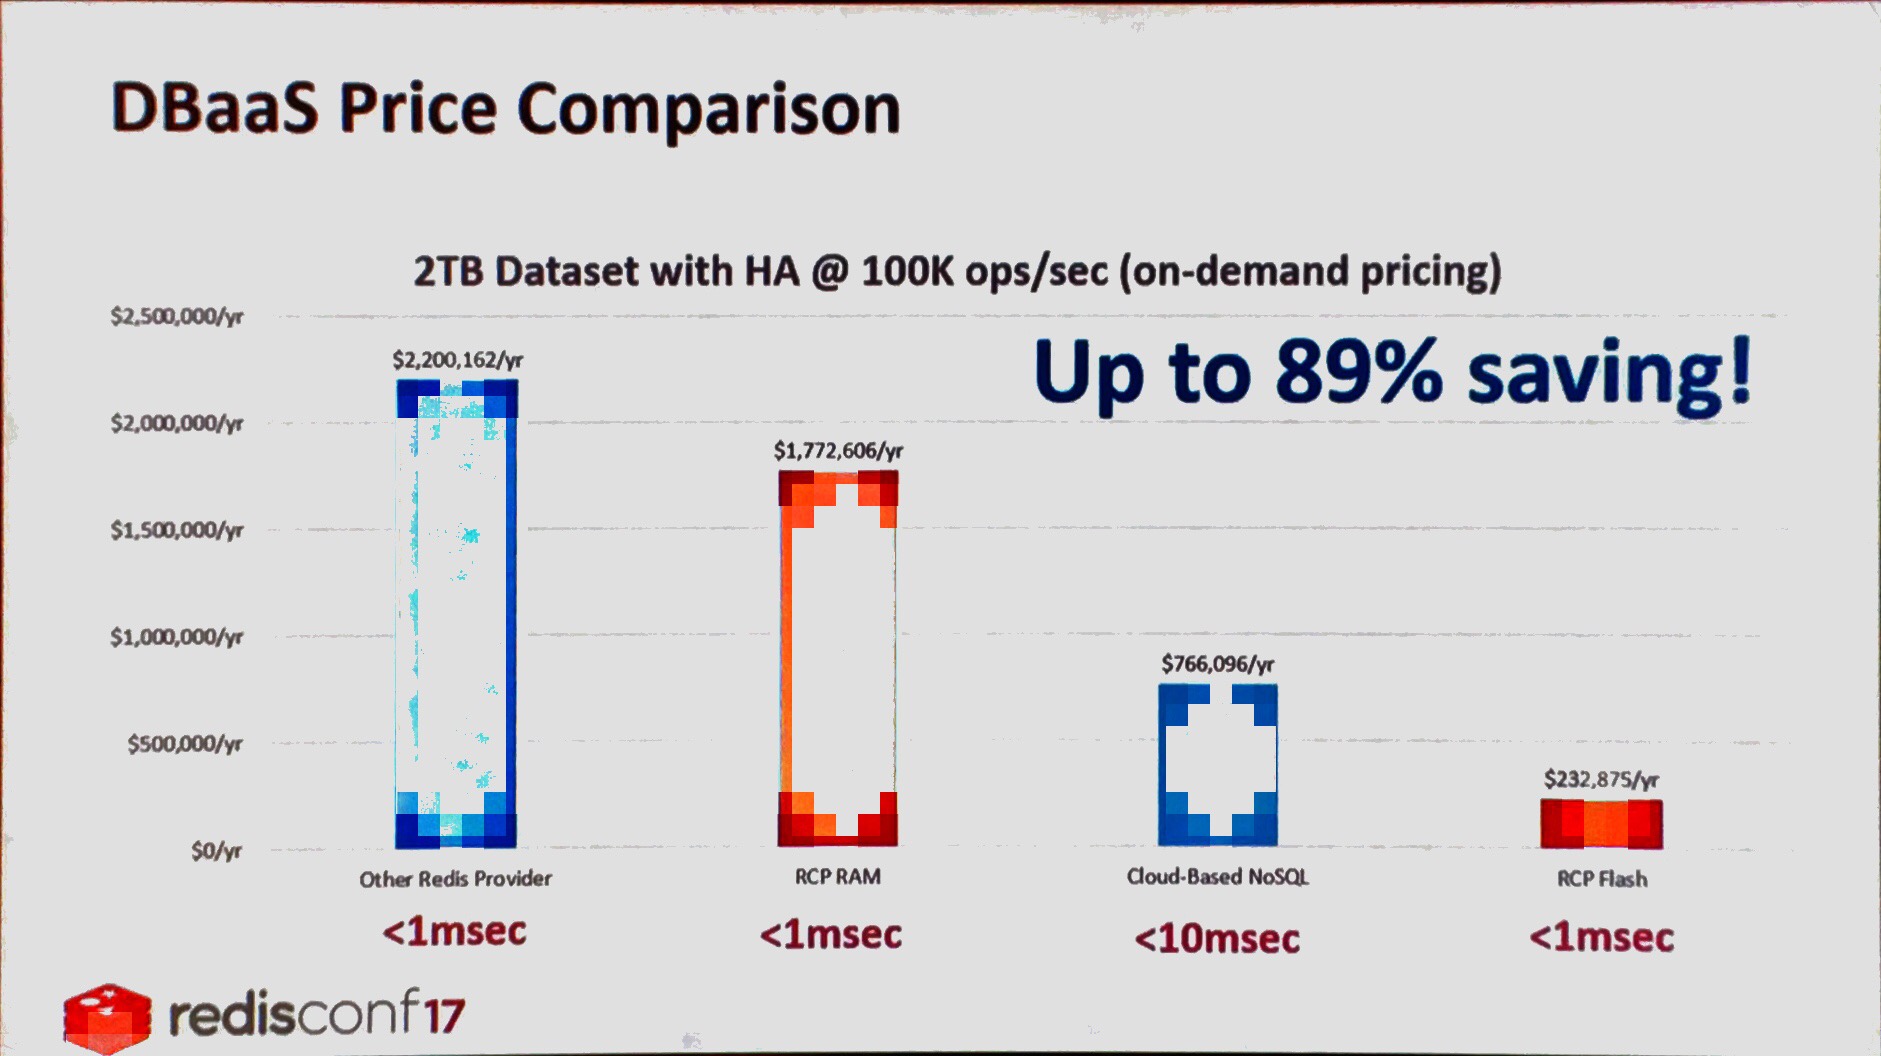 DBaaS Price Comparison
2TB Dataset with HA @ 100K ops/sec (on-demand pricing)
Up to 89% saving!
$2,500,000/yr
$2,000,000/yr
$1,500,000/yr
$1,000,000/yr
$500,000/yr
$0/yr
$2,200,162/yr
$1,772,606/yr
$766,096/yr
$232,875/yr
Other Redis Provider
RCP RAM
Cloud-Based NoSQL
RCP Flash
<1msec
<1msec
<10msec
<1msec
redisconf17